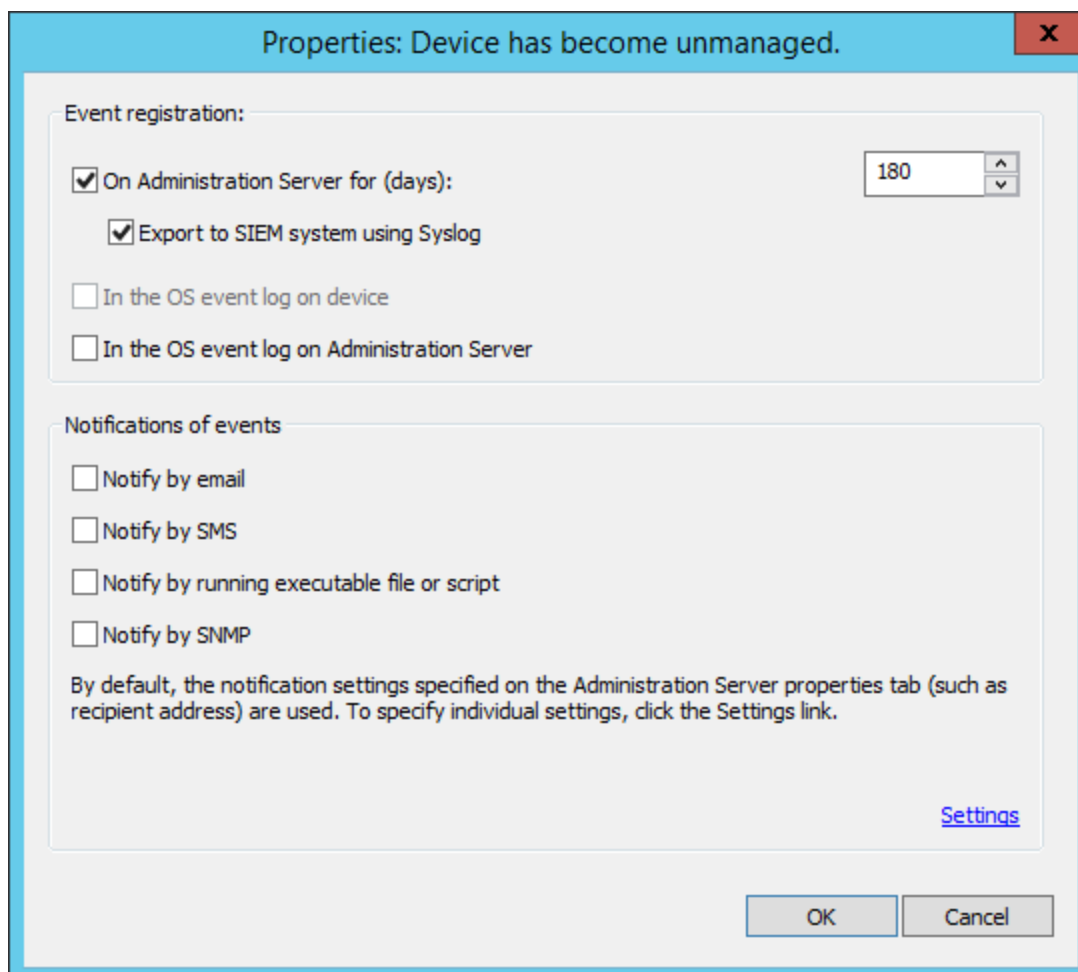 Properties: Device has become unmanaged.
x
Event registration:
On Administration Server for (days):
180
Export to SIEM system using Syslog
In the OS event log on device
In the OS event log on Administration Server
Notifications of events
Notify by email
Notify by SMS
Notify by running executable file or script
Notify by SNMP
By default, the notification settings specified on the Administration Server properties tab (such as
recipient address) are used. To specify individual settings, click the Settings link.
Settings
OK
Cancel